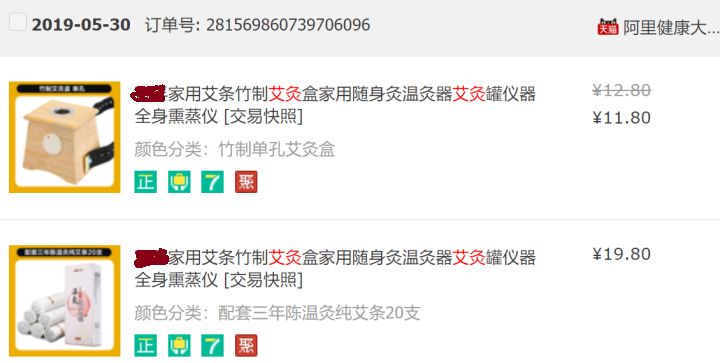 2019-05-30 订单号: 281569860739706096 天猫 阿里健康大...
竹制艾灸盒 单孔
家用艾条竹制艾灸盒家用随身灸温灸器艾灸罐仪器
全身熏蒸仪 [交易快照]
颜色分类：竹制单孔艾灸盒
¥12.80
¥11.80
正 7 聚
配套三年陈温灸纯艾条20支
家用艾条竹制艾灸盒家用随身灸温灸器艾灸罐仪器
全身熏蒸仪 [交易快照]
颜色分类：配套三年陈温灸纯艾条20支
¥19.80
正 7 聚